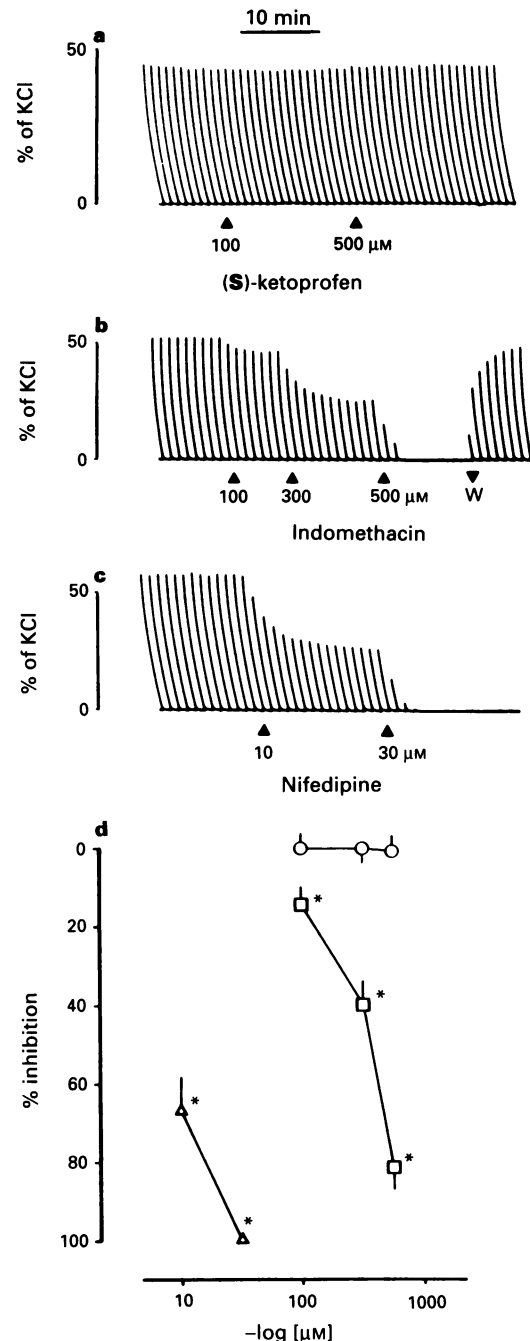 10 min
a
50
% of KCl
0
100 500 μM
(S)-ketoprofen
b
50
% of KCl
0
100 300 500 μM W
Indomethacin
c
50
% of KCl
0
10 30 μM
Nifedipine
d
0
20
40
60
80
100
% inhibition
* * * * *
10 100 1000
–log [μM]